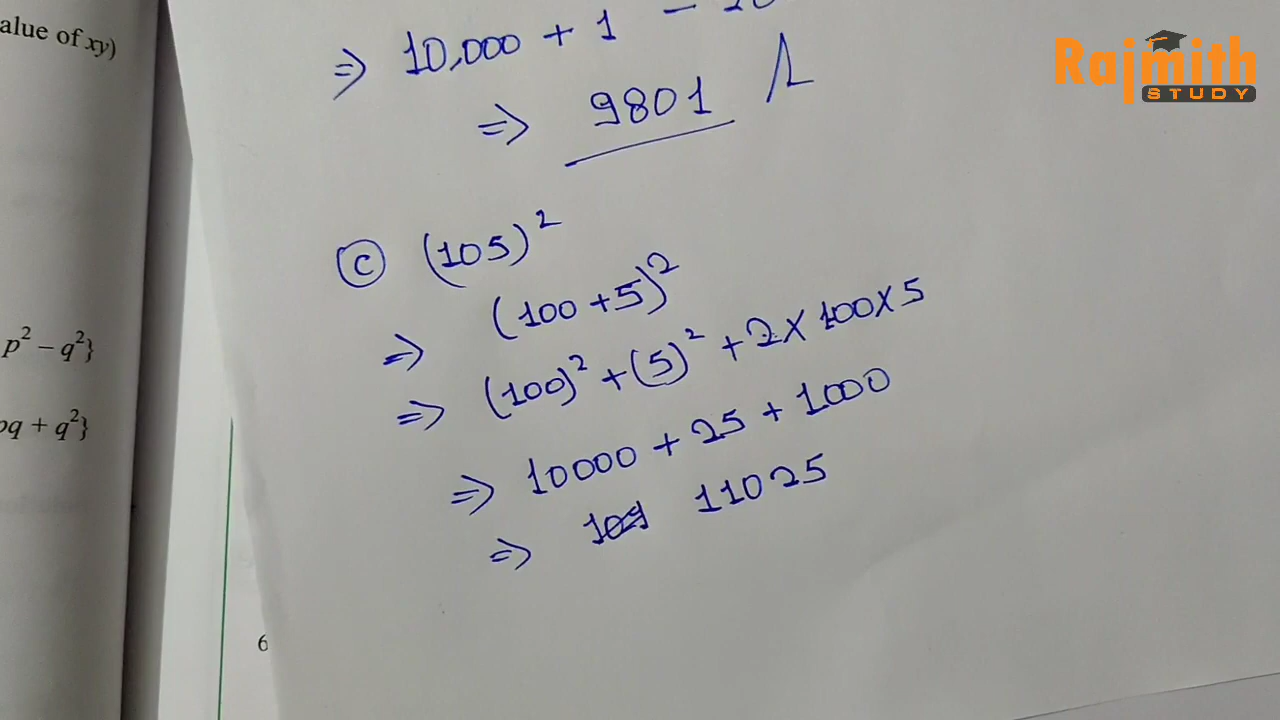 alue of xy)
⇒ 10,000 + 1 -
⇒ 9801
Rajmith
STUDY
p² − q²}
pq + q²}
6
ⓒ (105)²
⇒ (100 + 5)²
⇒ (100)² + (5)² + 2 × 100 × 5
⇒ 10000 + 25 + 1000
⇒ 11025